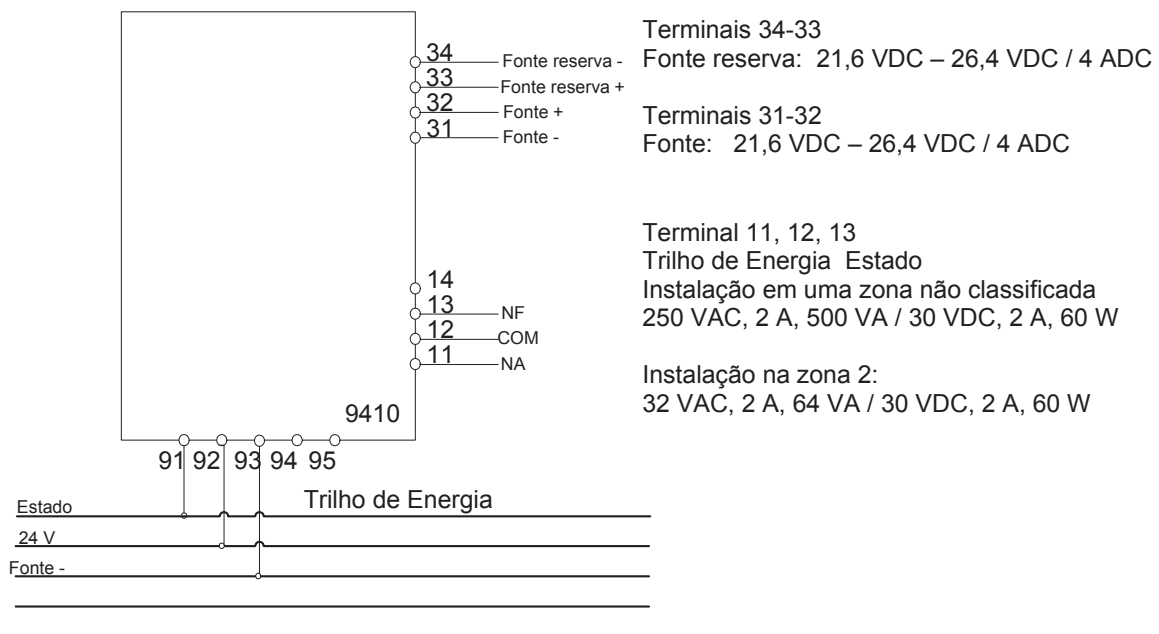 34
Fonte reserva -
33
Fonte reserva +
32
Fonte +
31
Fonte -
14
13
NF
12
COM
11
NA
9410
91 92 93 94 95
Trilho de Energia
Estado
24 V
Fonte -
Terminais 34-33
Fonte reserva: 21,6 VDC – 26,4 VDC / 4 ADC
Terminais 31-32
Fonte: 21,6 VDC – 26,4 VDC / 4 ADC
Terminal 11, 12, 13
Trilho de Energia Estado
Instalação em uma zona não classificada
250 VAC, 2 A, 500 VA / 30 VDC, 2 A, 60 W
Instalação na zona 2:
32 VAC, 2 A, 64 VA / 30 VDC, 2 A, 60 W